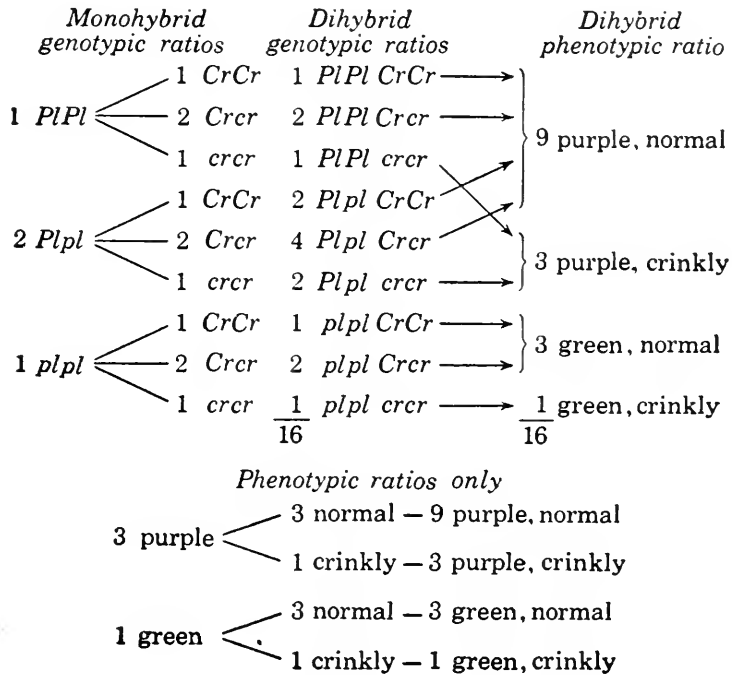 Monohybrid Dihybrid Dihybrid
genotypic ratios genotypic ratios phenotypic ratio
1 CrCr 1 PlPl CrCr
1 PlPl 2 Crcr 2 PlPl Crcr
9 purple, normal
1 crcr 1 PlPl crcr
1 CrCr 2 Plpl CrCr
2 Plpl 2 Crcr 4 Plpl Crcr
3 purple, crinkly
1 crcr 2 Plpl crcr
1 CrCr 1 plpl CrCr
3 green, normal
1 plpl 2 Crcr 2 plpl Crcr
1 crcr 1 plpl crcr 1 green, crinkly
16 16
Phenotypic ratios only
3 normal — 9 purple, normal
3 purple
1 crinkly — 3 purple, crinkly
3 normal — 3 green, normal
1 green
1 crinkly — 1 green, crinkly